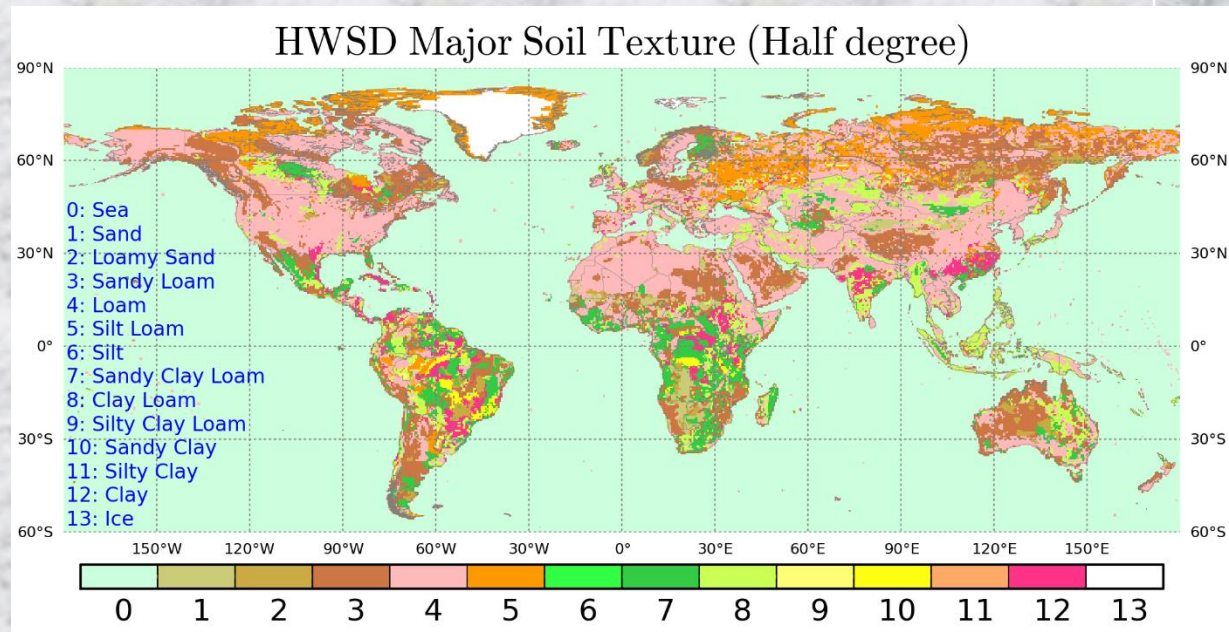 HWSD Major Soil Texture (Half degree)
90°N 90°N
60°N 60°N
0: Sea
1: Sand
30°N 30°N
2: Loamy Sand
3: Sandy Loam
4: Loam
5: Silt Loam
0° 0°
6: Silt
7: Sandy Clay Loam
8: Clay Loam
9: Silty Clay Loam
30°S 30°S
10: Sandy Clay
11: Silty Clay
12: Clay
13: Ice
60°S 60°S
150°W 120°W 90°W 60°W 30°W 0° 30°E 60°E 90°E 120°E 150°E
0 1 2 3 4 5 6 7 8 9 10 11 12 13